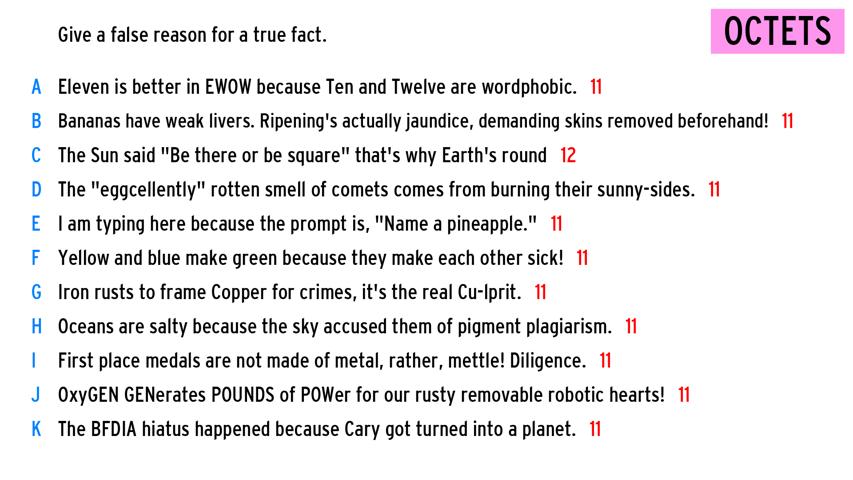 Give a false reason for a true fact.
OCTETS
A Eleven is better in EWOW because Ten and Twelve are wordphobic. 11
B Bananas have weak livers. Ripening's actually jaundice, demanding skins removed beforehand! 11
C The Sun said "Be there or be square" that's why Earth's round 12
D The "eggcellently" rotten smell of comets comes from burning their sunny-sides. 11
E I am typing here because the prompt is, "Name a pineapple." 11
F Yellow and blue make green because they make each other sick! 11
G Iron rusts to frame Copper for crimes, it's the real Cu-lprit. 11
H Oceans are salty because the sky accused them of pigment plagiarism. 11
I First place medals are not made of metal, rather, mettle! Diligence. 11
J OxyGEN GENerates POUNDS of POWer for our rusty removable robotic hearts! 11
K The BFDIA hiatus happened because Cary got turned into a planet. 11